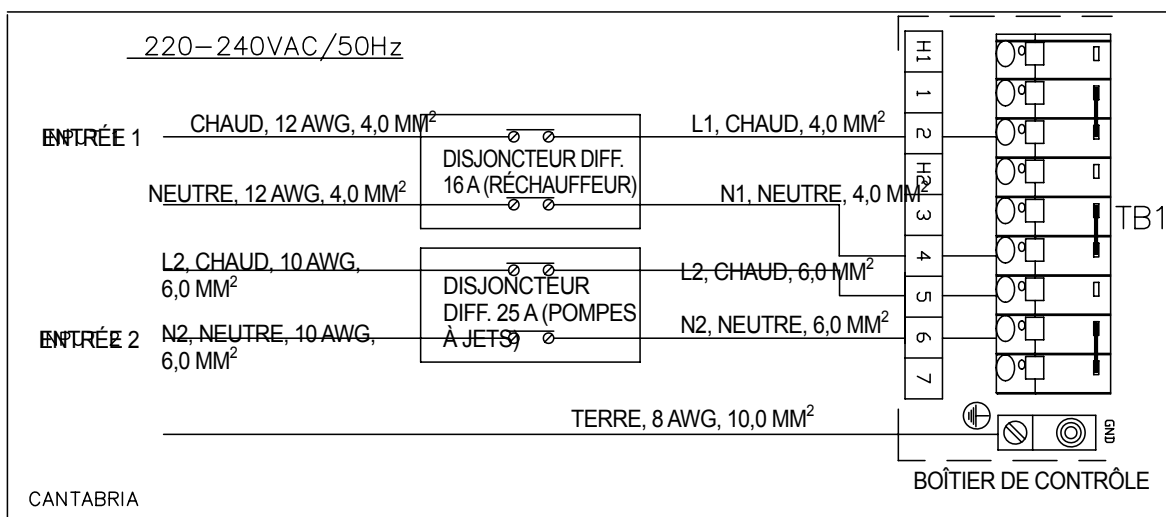 220-240VAC/50Hz
ENTRÉE 1
CHAUD, 12 AWG, 4,0 MM²
NEUTRE, 12 AWG, 4,0 MM²
DISJONCTEUR DIFF.
16 A (RÉCHAUFFEUR)
L1, CHAUD, 4,0 MM²
N1, NEUTRE, 4,0 MM²
ENTRÉE 2
L2, CHAUD, 10 AWG,
6,0 MM²
N2, NEUTRE, 10 AWG,
6,0 MM²
DISJONCTEUR
DIFF. 25 A (POMPES
À JETS)
L2, CHAUD, 6,0 MM²
N2, NEUTRE, 6,0 MM²
TERRE, 8 AWG, 10,0 MM²
H1
1
2
H2
3
4
5
6
7
TB1
GND
BOÎTIER DE CONTRÔLE
CANTABRIA